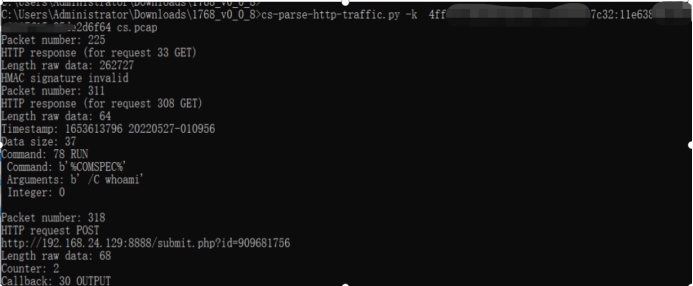 C:\Users\Administrator\Downloads\1768_v0_0_8>
C:\Users\Administrator\Downloads\1768_v0_0_8>cs-parse-http-traffic.py -k 4ff 7c32:11e638
2d6f64 cs.pcap
Packet number: 225
HTTP response (for request 33 GET)
Length raw data: 262727
HMAC signature invalid
Packet number: 311
HTTP response (for request 308 GET)
Length raw data: 64
Timestamp: 1653613796 20220527-010956
Data size: 37
Command: 78 RUN
Command: b'%COMSPEC%'
Arguments: b' /C whoami'
Integer: 0
Packet number: 318
HTTP request POST
http://192.168.24.129:8888/submit.php?id=909681756
Length raw data: 68
Counter: 2
Callback: 30 OUTPUT